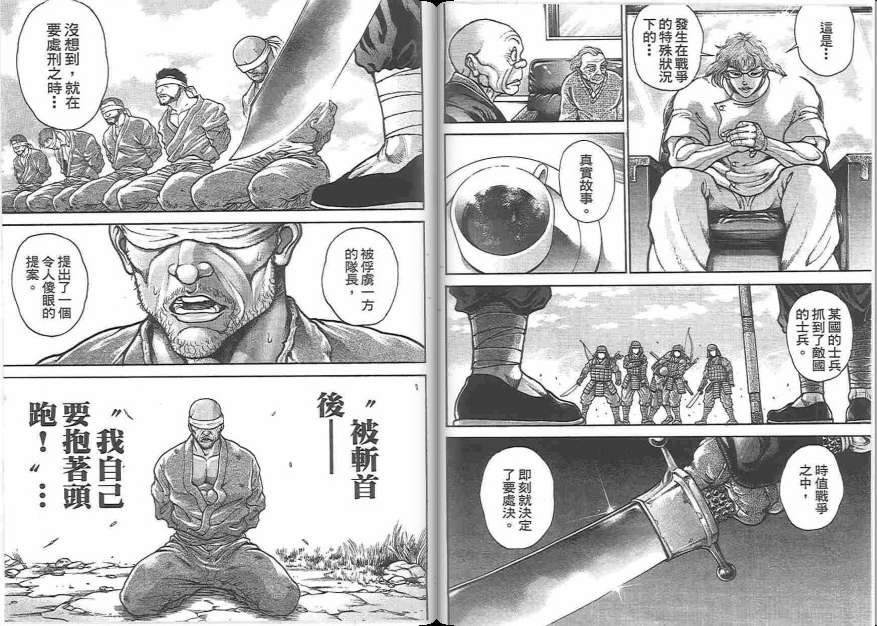 這是⋯
發生在戰爭
的特殊狀況
下的⋯
真實故事。
某國的士兵
抓到了敵國
的士兵。
時值戰爭
之中，
即刻就決定
了要處決。
沒想到，就在
要處刑之時⋯
被俘虜一方
的隊長，
提出了一個
令人傻眼的
提案。
〝被斬首
後──
〝我自己
要抱著頭
跑！〞⋯